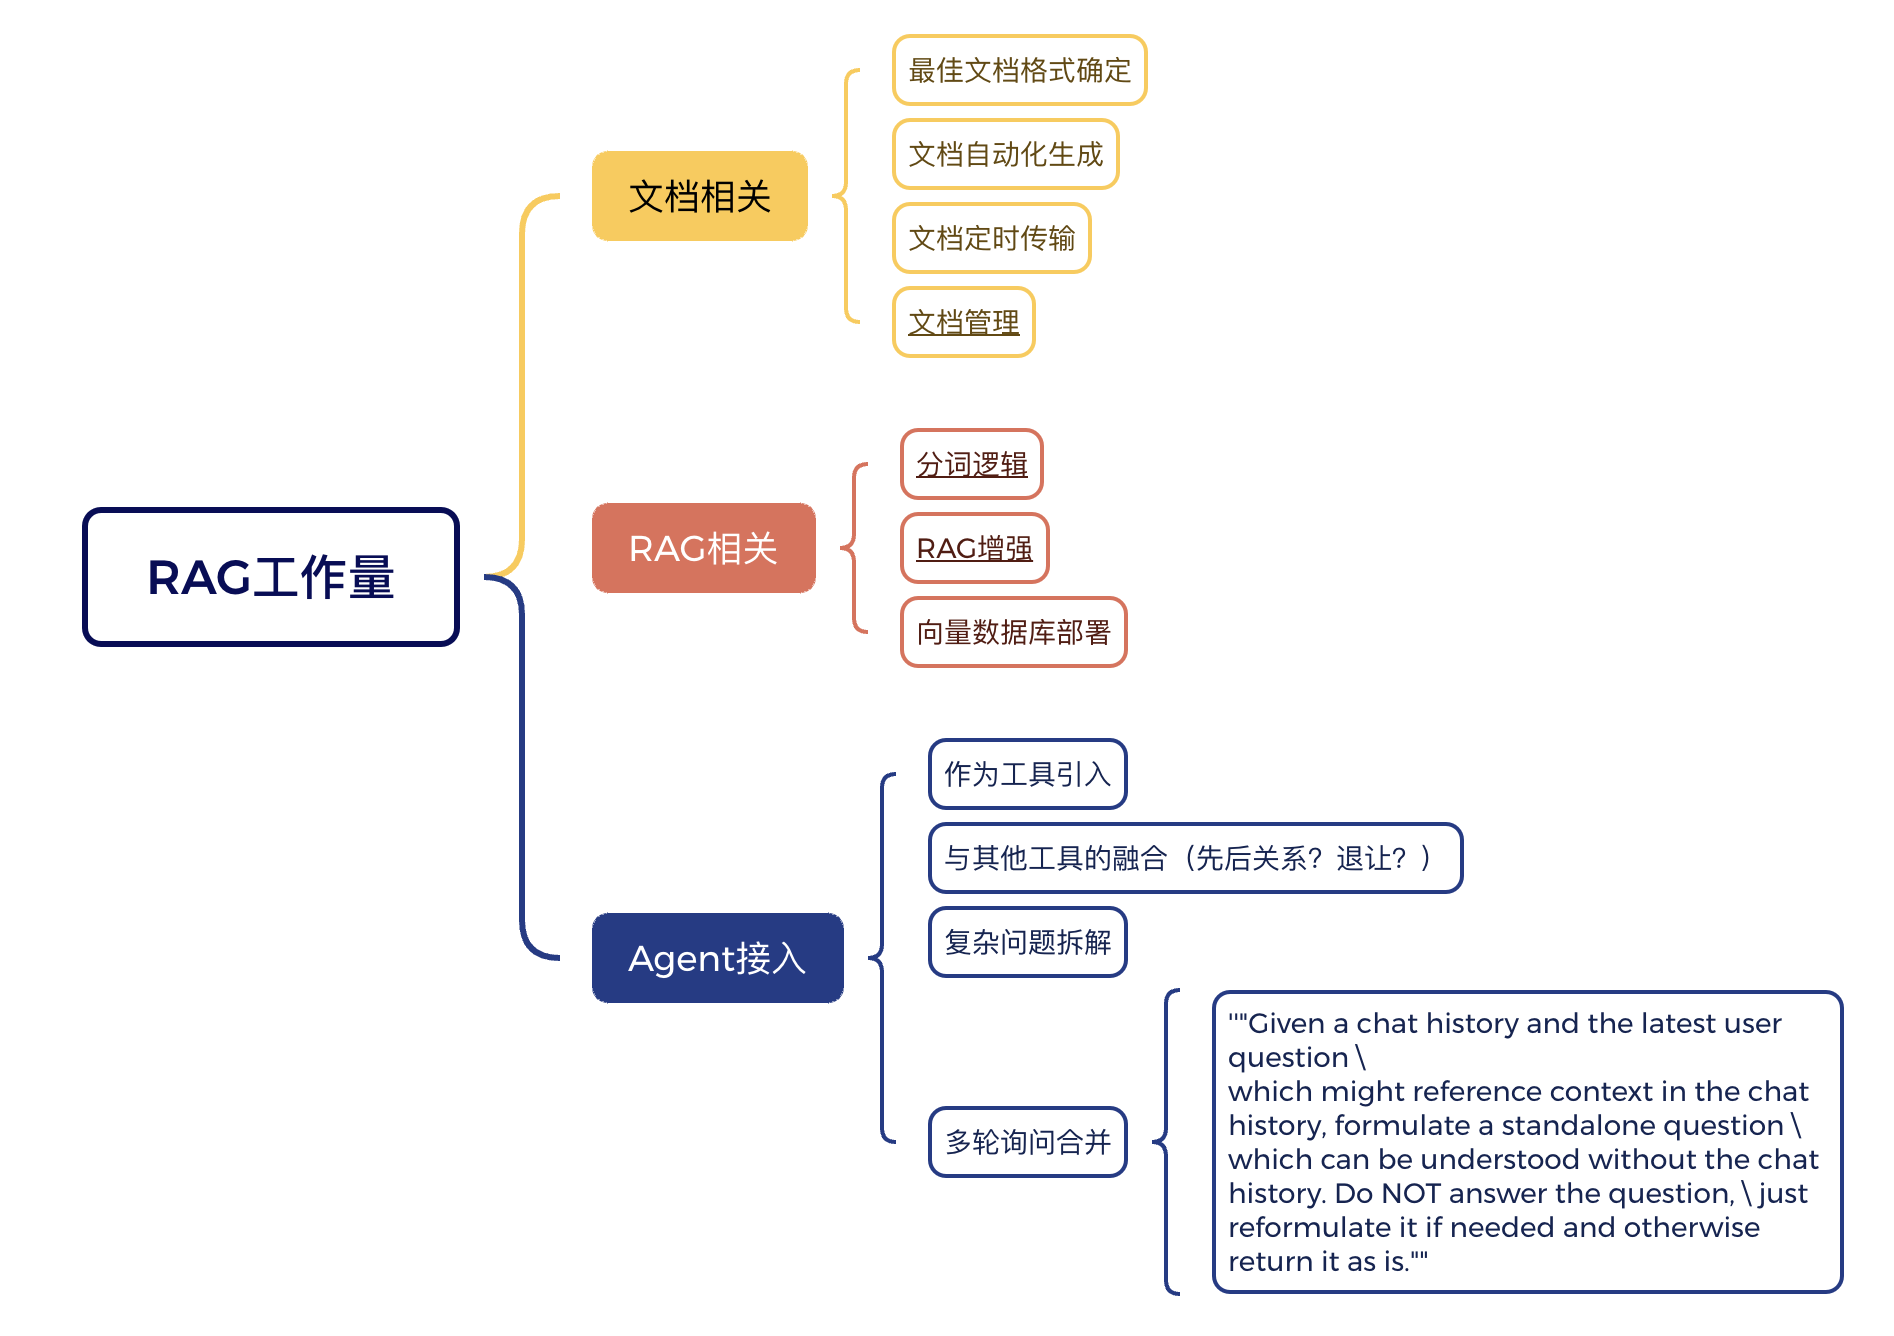 RAG工作量
文档相关
最佳文档格式确定
文档自动化生成
文档定时传输
文档管理
RAG相关
分词逻辑
RAG增强
向量数据库部署
Agent接入
作为工具引入
与其他工具的融合（先后关系？退让？）
复杂问题拆解
多轮询问合并
"""Given a chat history and the latest user
question \
which might reference context in the chat
history, formulate a standalone question \
which can be understood without the chat
history. Do NOT answer the question, \ just
reformulate it if needed and otherwise
return it as is.""